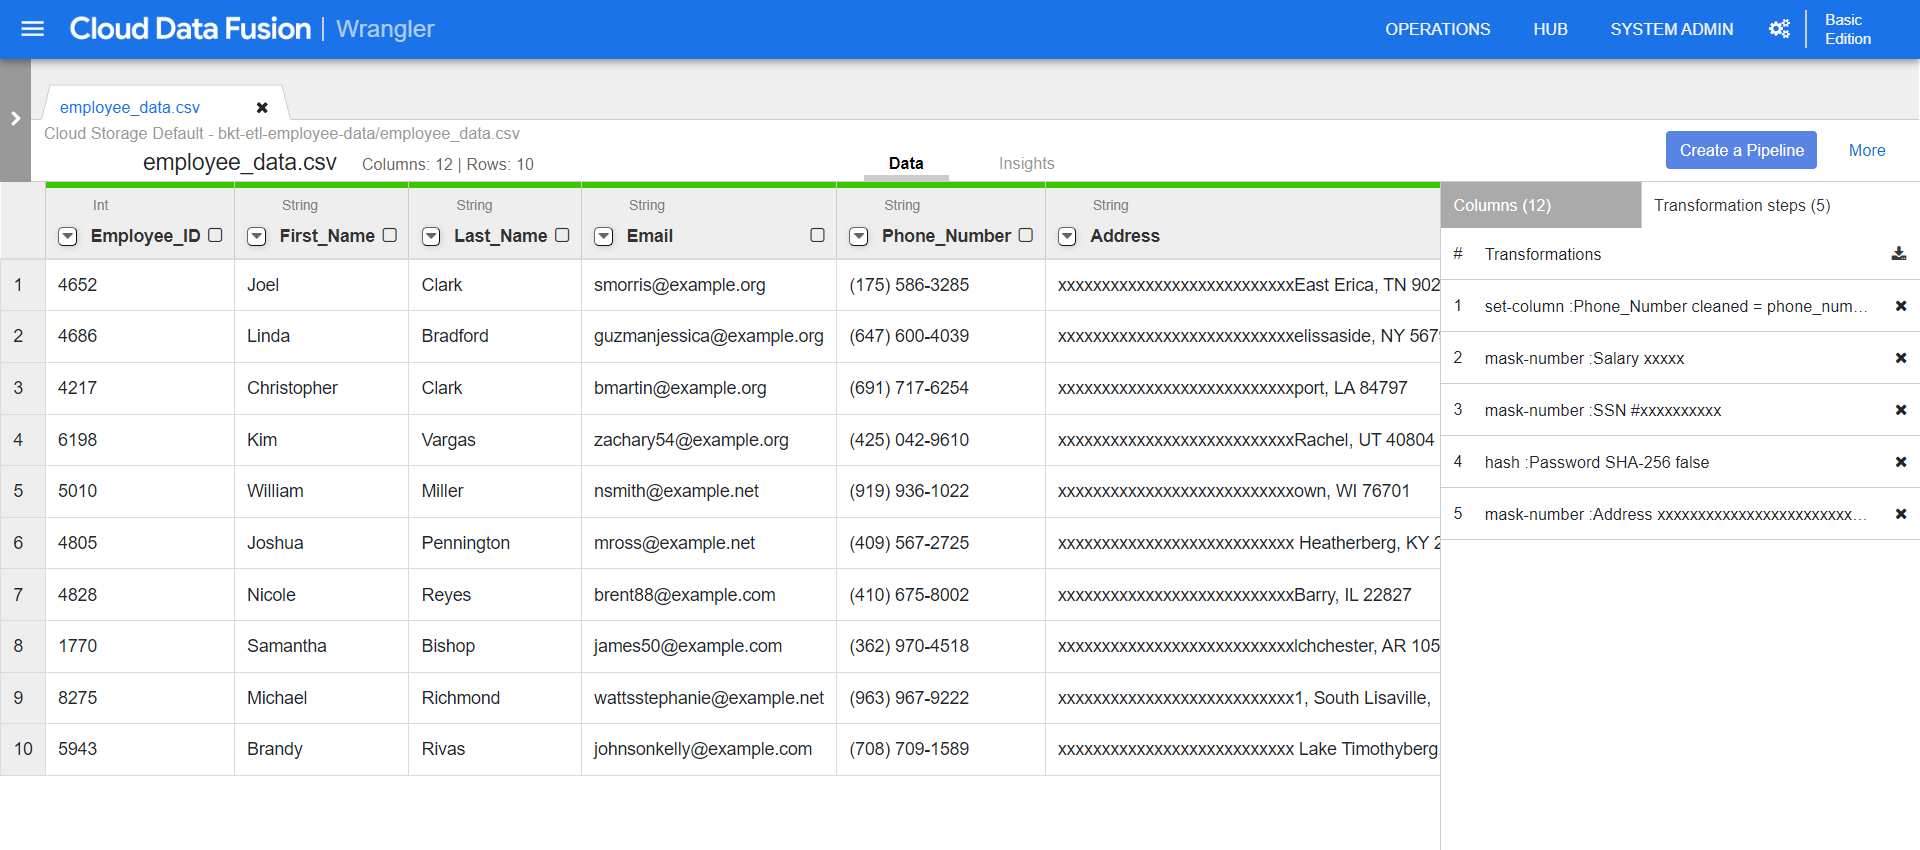 Cloud Data Fusion | Wrangler
OPERATIONS HUB SYSTEM ADMIN Basic Edition
employee_data.csv
Cloud Storage Default - bkt-etl-employee-data/employee_data.csv
employee_data.csv Columns: 12 | Rows: 10 Data Insights Create a Pipeline More
Int String String String String String
Employee_ID First_Name Last_Name Email Phone_Number Address
1 4652 Joel Clark smorris@example.org (175) 586-3285 xxxxxxxxxxxxxxxxxxxxxxxxxxxEast Erica, TN 902
2 4686 Linda Bradford guzmanjessica@example.org (647) 600-4039 xxxxxxxxxxxxxxxxxxxxxxxxxxxelissaside, NY 567
3 4217 Christopher Clark bmartin@example.org (691) 717-6254 xxxxxxxxxxxxxxxxxxxxxxxxxxxport, LA 84797
4 6198 Kim Vargas zachary54@example.org (425) 042-9610 xxxxxxxxxxxxxxxxxxxxxxxxxxxRachel, UT 40804
5 5010 William Miller nsmith@example.net (919) 936-1022 xxxxxxxxxxxxxxxxxxxxxxxxxxxown, WI 76701
6 4805 Joshua Pennington mross@example.net (409) 567-2725 xxxxxxxxxxxxxxxxxxxxxxxxxxx Heatherberg, KY 2
7 4828 Nicole Reyes brent88@example.com (410) 675-8002 xxxxxxxxxxxxxxxxxxxxxxxxxxxBarry, IL 22827
8 1770 Samantha Bishop james50@example.com (362) 970-4518 xxxxxxxxxxxxxxxxxxxxxxxxxxxlchchester, AR 105
9 8275 Michael Richmond wattsstephanie@example.net (963) 967-9222 xxxxxxxxxxxxxxxxxxxxxxxxxxx1, South Lisaville,
10 5943 Brandy Rivas johnsonkelly@example.com (708) 709-1589 xxxxxxxxxxxxxxxxxxxxxxxxxxx Lake Timothyberg
Columns (12) Transformation steps (5)
# Transformations
1 set-column :Phone_Number cleaned = phone_num...
2 mask-number :Salary xxxxx
3 mask-number :SSN #xxxxxxxxxx
4 hash :Password SHA-256 false
5 mask-number :Address xxxxxxxxxxxxxxxxxxxxxxxx...